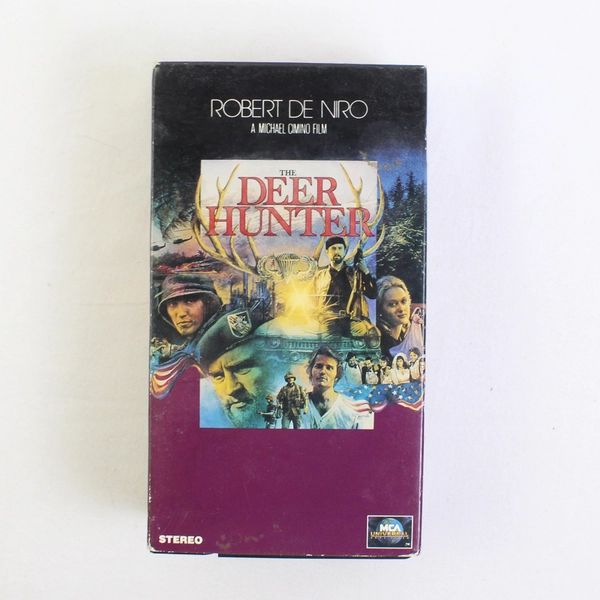 ROBERT DE NIRO
A MICHAEL CIMINO FILM
THE
DEER
HUNTER
STEREO
MCA
UNIVERSAL